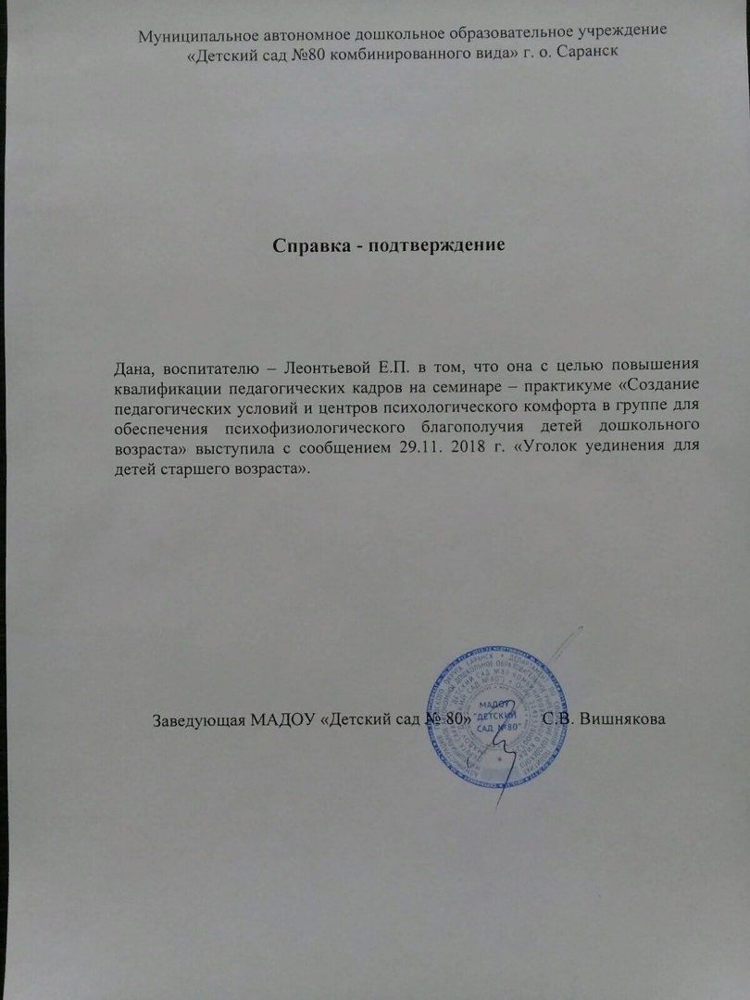 Муниципальное автономное дошкольное образовательное учреждение
«Детский сад №80 комбинированного вида» г. о. Саранск
Справка - подтверждение
Дана, воспитателю – Леонтьевой Е.П. в том, что она с целью повышения
квалификации педагогических кадров на семинаре – практикуме «Создание
педагогических условий и центров психологического комфорта в группе для
обеспечения психофизиологического благополучия детей дошкольного
возраста» выступила с сообщением 29.11. 2018 г. «Уголок уединения для
детей старшего возраста».
Заведующая МАДОУ «Детский сад № 80» С.В. Вишнякова
МАДОУ
"ДЕТСКИЙ
САД №80"